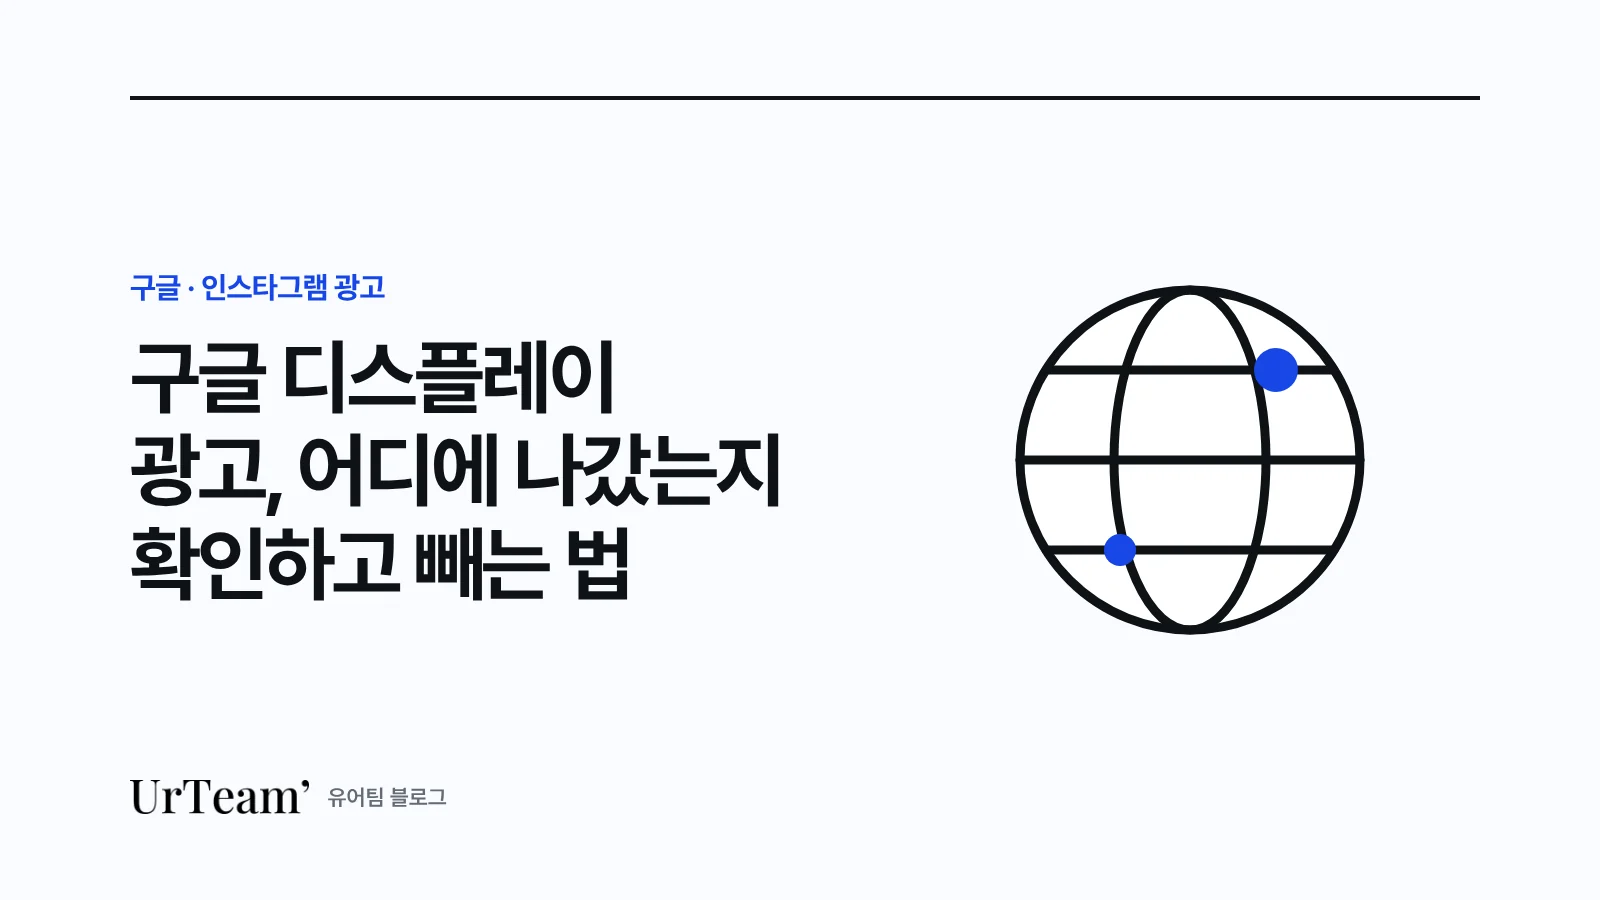 구글 · 인스타그램 광고
구글 디스플레이
광고, 어디에 나갔는지
확인하고 빼는 법
UrTeam’ 유어팀 블로그